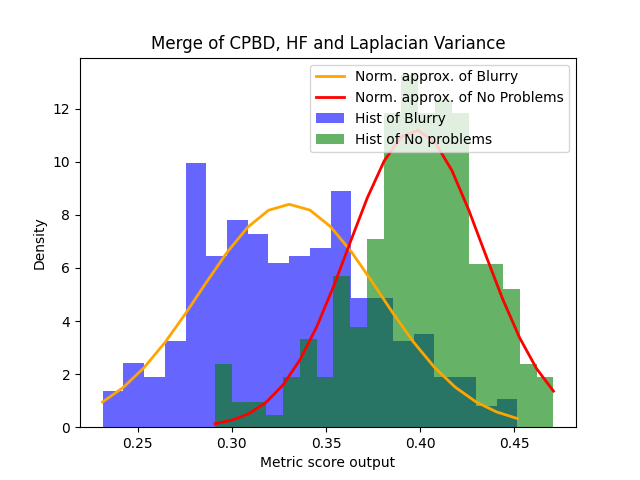 Merge of CPBD, HF and Laplacian Variance
Norm. approx. of Blurry
Norm. approx. of No Problems
Hist of Blurry
Hist of No problems
Density
12
10
8
6
4
2
0
0.25 0.30 0.35 0.40 0.45
Metric score output